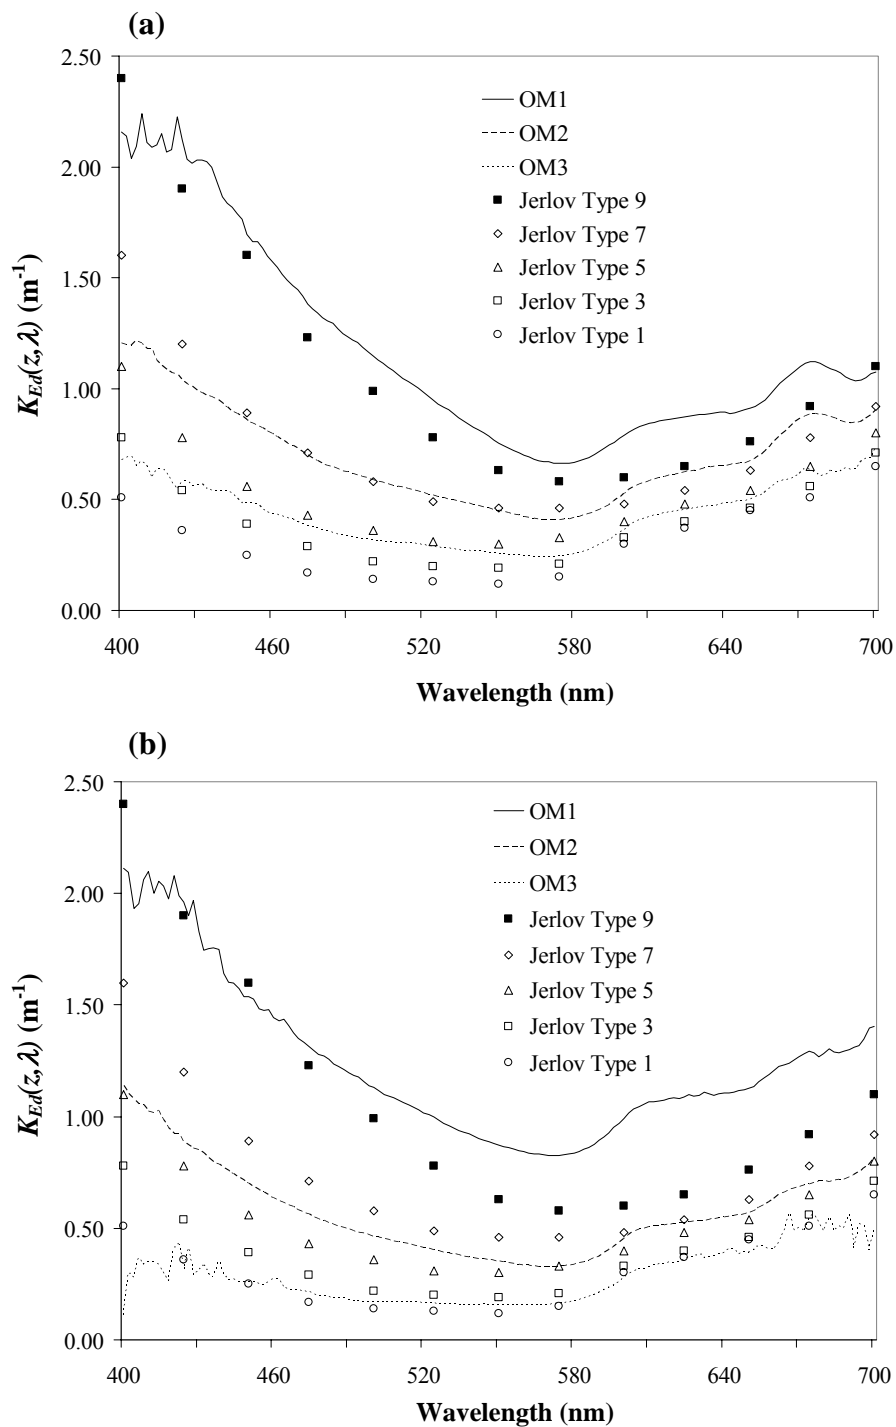 (a)
2.50
2.00
1.50
1.00
0.50
0.00
K_Ed(z,λ) (m⁻¹)
OM1
OM2
OM3
Jerlov Type 9
Jerlov Type 7
Jerlov Type 5
Jerlov Type 3
Jerlov Type 1
400 460 520 580 640 700
Wavelength (nm)
(b)
2.50
2.00
1.50
1.00
0.50
0.00
K_Ed(z,λ) (m⁻¹)
OM1
OM2
OM3
Jerlov Type 9
Jerlov Type 7
Jerlov Type 5
Jerlov Type 3
Jerlov Type 1
400 460 520 580 640 700
Wavelength (nm)